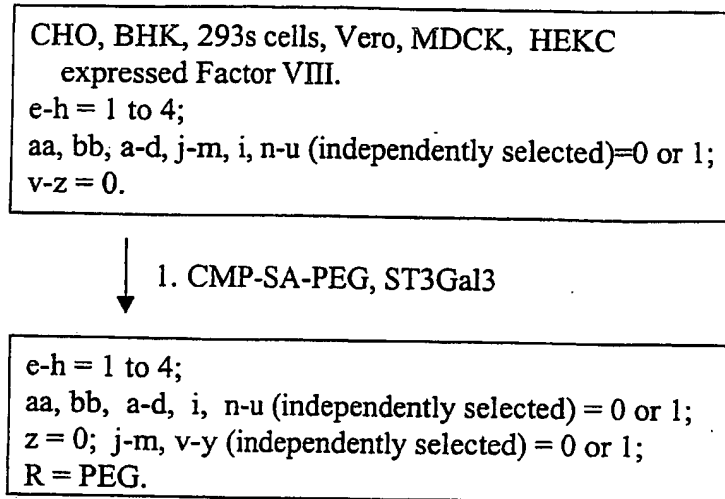 CHO, BHK, 293s cells, Vero, MDCK, HEKC
expressed Factor VIII.
e-h = 1 to 4;
aa, bb, a-d, j-m, i, n-u (independently selected)=0 or 1;
v-z = 0.
1. CMP-SA-PEG, ST3Gal3
e-h = 1 to 4;
aa, bb, a-d, i, n-u (independently selected) = 0 or 1;
z = 0; j-m, v-y (independently selected) = 0 or 1;
R = PEG.